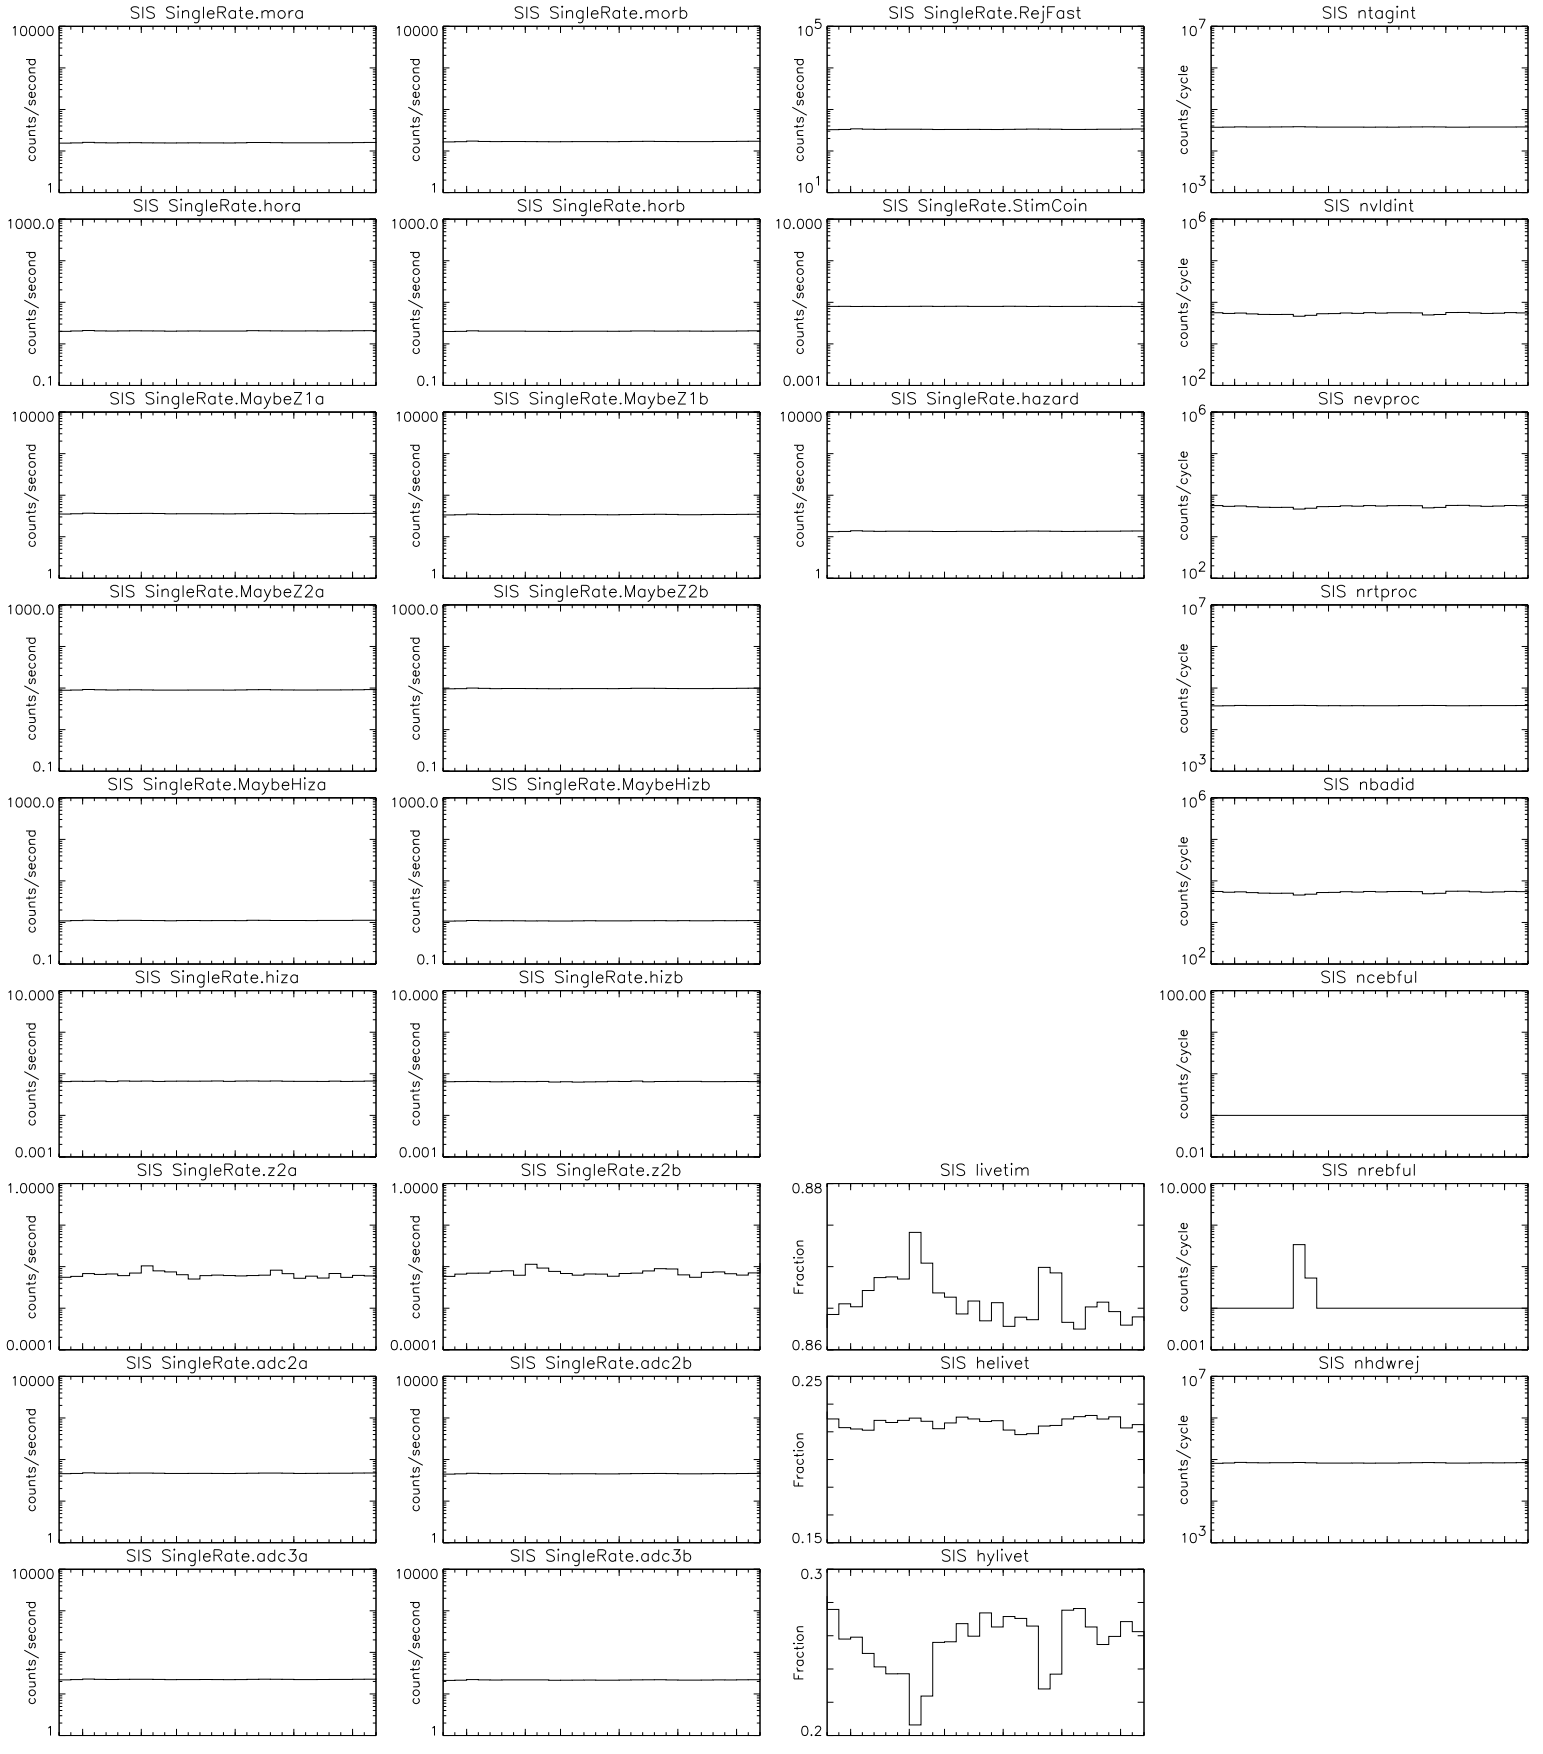 SIS SingleRate.mora
10000
counts/second
1
SIS SingleRate.morb
10000
counts/second
1
SIS SingleRate.RejFast
10^5
counts/second
10^1
SIS ntagint
10^7
counts/cycle
10^3
SIS SingleRate.hora
1000.0
counts/second
0.1
SIS SingleRate.horb
1000.0
counts/second
0.1
SIS SingleRate.StimCoin
10.000
counts/second
0.001
SIS nvldint
10^6
counts/cycle
10^2
SIS SingleRate.MaybeZ1a
10000
counts/second
1
SIS SingleRate.MaybeZ1b
10000
counts/second
1
SIS SingleRate.hazard
10000
counts/second
1
SIS nevproc
10^6
counts/cycle
10^2
SIS SingleRate.MaybeZ2a
1000.0
counts/second
0.1
SIS SingleRate.MaybeZ2b
1000.0
counts/second
0.1
SIS nrtproc
10^7
counts/cycle
10^3
SIS SingleRate.MaybeHiza
1000.0
counts/second
0.1
SIS SingleRate.MaybeHizb
1000.0
counts/second
0.1
SIS nbadid
10^6
counts/cycle
10^2
SIS SingleRate.hiza
10.000
counts/second
0.001
SIS SingleRate.hizb
10.000
counts/second
0.001
SIS ncebful
100.00
counts/cycle
0.01
SIS SingleRate.z2a
1.0000
counts/second
0.0001
SIS SingleRate.z2b
1.0000
counts/second
0.0001
SIS livetim
0.88
Fraction
0.86
SIS nrebful
10.000
counts/cycle
0.001
SIS SingleRate.adc2a
10000
counts/second
1
SIS SingleRate.adc2b
10000
counts/second
1
SIS helivet
0.25
Fraction
0.15
SIS nhdwrej
10^7
counts/cycle
10^3
SIS SingleRate.adc3a
10000
counts/second
1
SIS SingleRate.adc3b
10000
counts/second
1
SIS hylivet
0.3
Fraction
0.2